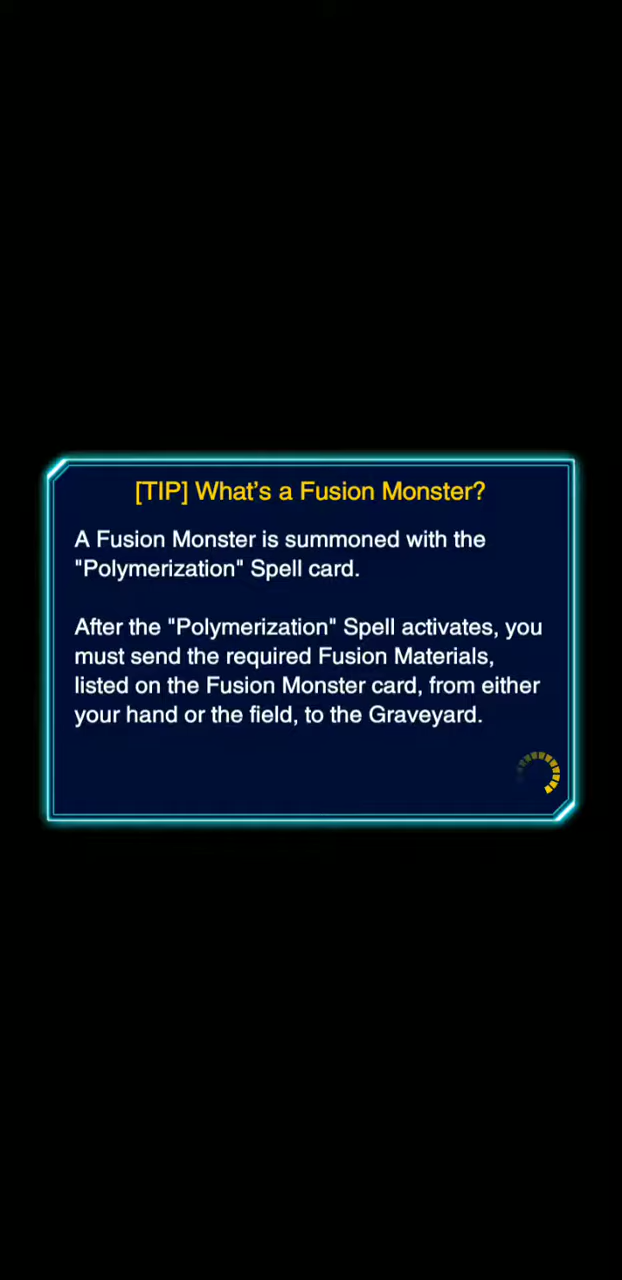 [TIP] What's a Fusion Monster?
A Fusion Monster is summoned with the
"Polymerization" Spell card.
After the "Polymerization" Spell activates, you
must send the required Fusion Materials,
listed on the Fusion Monster card, from either
your hand or the field, to the Graveyard.